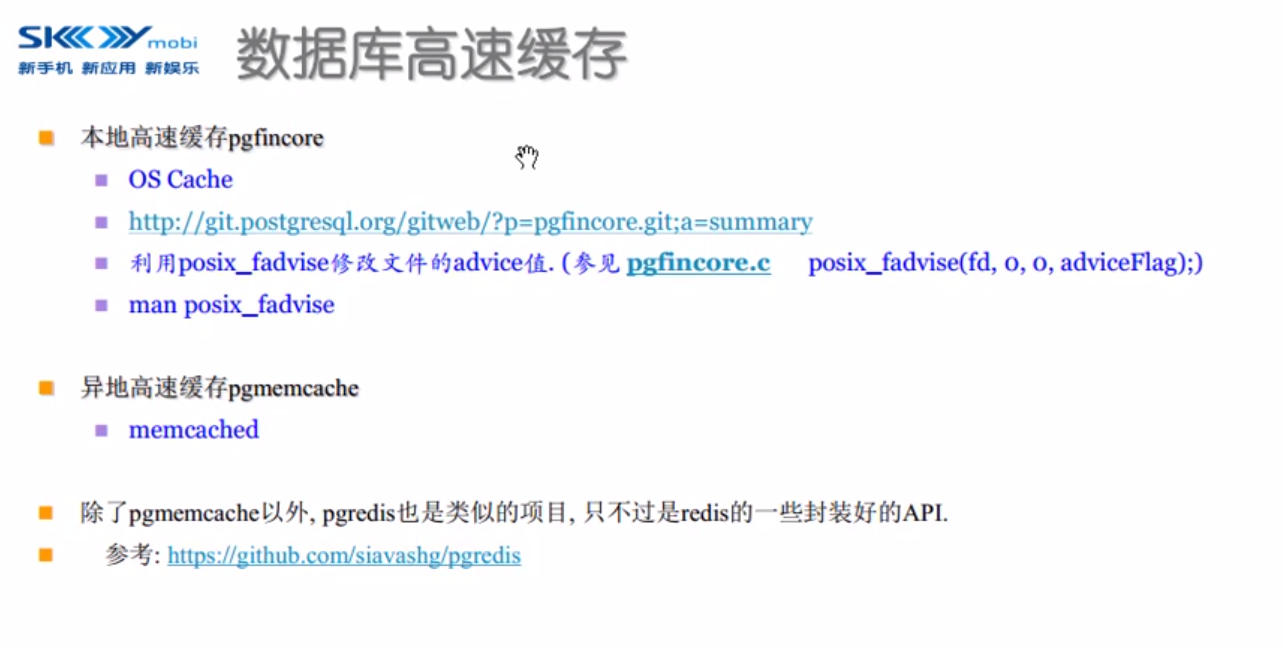 SKYmobi
新手机 新应用 新娱乐
数据库高速缓存
本地高速缓存pgfincore
OS Cache
http://git.postgresql.org/gitweb/?p=pgfincore.git;a=summary
利用posix_fadvise修改文件的advice值. (参见 pgfincore.c posix_fadvise(fd, 0, 0, adviceFlag);)
man posix_fadvise
异地高速缓存pgmemcache
memcached
除了pgmemcache以外, pgredis也是类似的项目, 只不过是redis的一些封装好的API.
参考: https://github.com/siavashg/pgredis